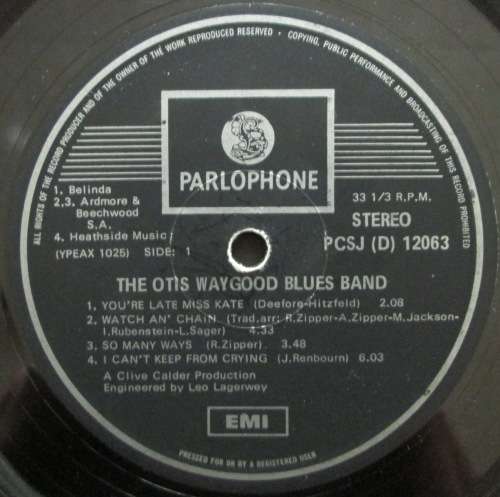 ALL RIGHTS OF THE RECORD PRODUCER AND OF THE OWNER OF THE WORK REPRODUCED RESERVED • COPYING, PUBLIC PERFORMANCE AND BROADCASTING OF THIS RECORD PROHIBITED
PARLOPHONE
1. Belinda
2.3. Ardmore &
Beechwood
S.A.
4. Heathside Music
(YPEAX 1025) SIDE: 1
33 1/3 R.P.M.
STEREO
PCSJ (D) 12063
THE OTIS WAYGOOD BLUES BAND
1. YOU'RE LATE MISS KATE (Deefore-Hitzfeld) 2.08
2. WATCH AN' CHAIN (Trad.arr: R.Zipper-A.Zipper-M.Jackson-
I.Rubenstein-L.Sager) 4.33
3. SO MANY WAYS (R.Zipper) 3.48
4. I CAN'T KEEP FROM CRYING (J.Renbourn) 6.03
A Clive Calder Production
Engineered by Leo Lagerwey
EMI
PRESSED FOR OR BY A REGISTERED USER